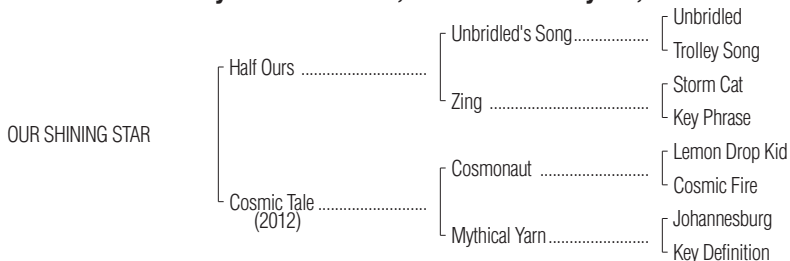 Unbridled
Unbridled's Song
Trolley Song
Half Ours
Storm Cat
Zing
Key Phrase
OUR SHINING STAR
Lemon Drop Kid
Cosmonaut
Cosmic Fire
Cosmic Tale
(2012)
Johannesburg
Mythical Yarn
Key Definition